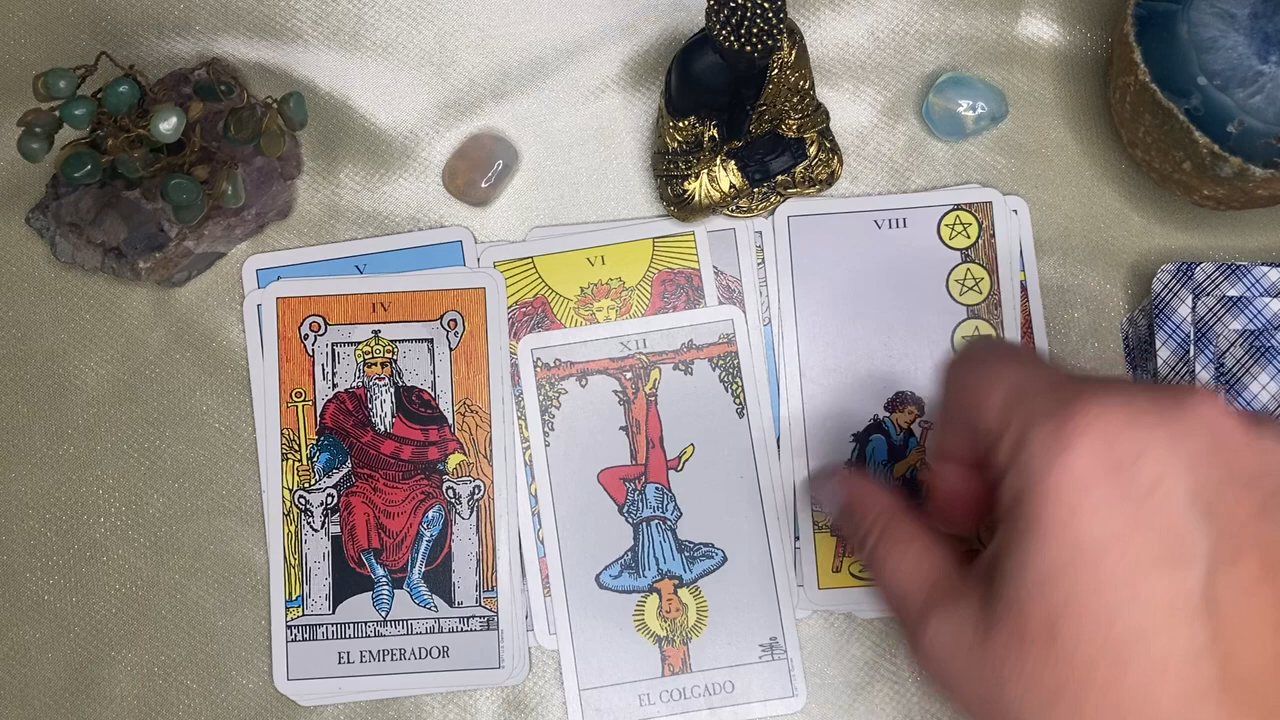 V
IV
EL EMPERADOR
VI
XII
EL COLGADO
VIII